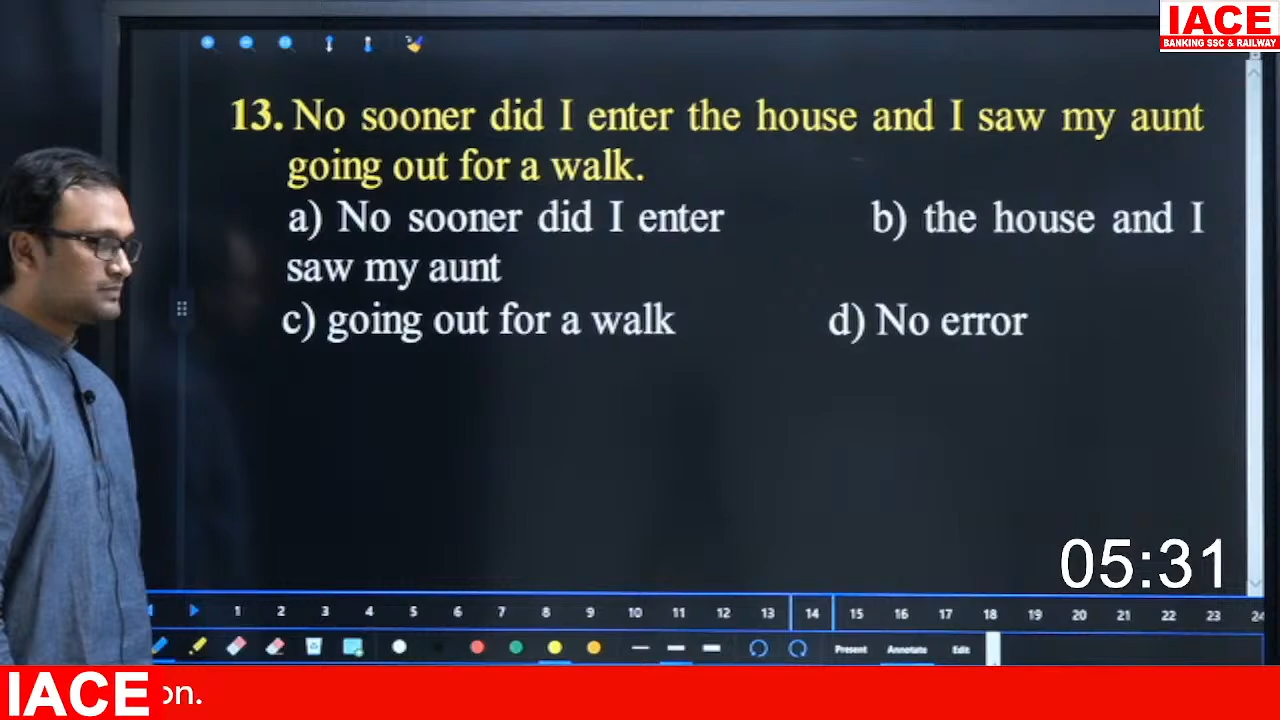 IACE
BANKING SSC & RAILWAY
13. No sooner did I enter the house and I saw my aunt
going out for a walk.
a) No sooner did I enter b) the house and I
saw my aunt
c) going out for a walk d) No error
05:31
1 2 3 4 5 6 7 8 9 10 11 12 13 14 15 16 17 18 19 20 21 22 23 24
Present Annotate Edit
IACE on.